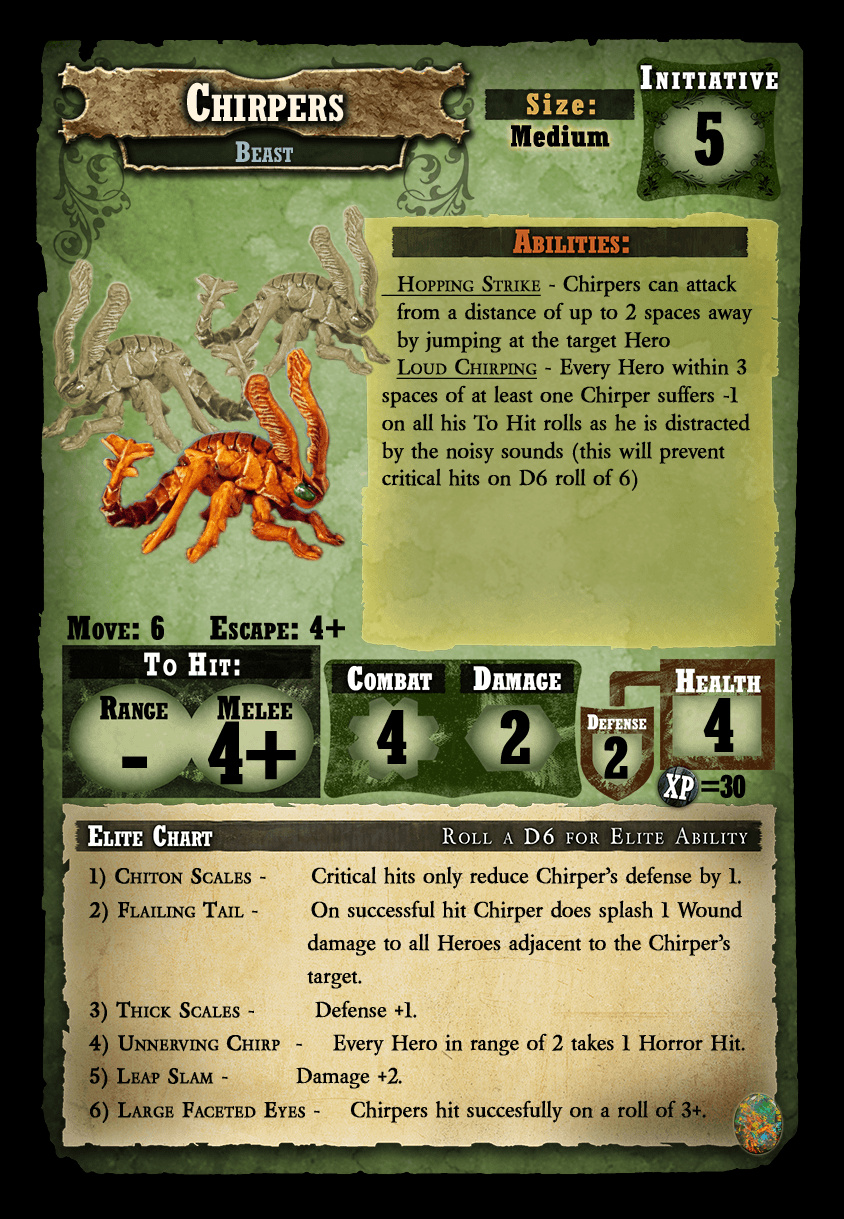 Chirpers
Beast
Size:
Medium
Initiative
5
Abilities:
Hopping Strike - Chirpers can attack
from a distance of up to 2 spaces away
by jumping at the target Hero
Loud Chirping - Every Hero within 3
spaces of at least one Chirper suffers -1
on all his To Hit rolls as he is distracted
by the noisy sounds (this will prevent
critical hits on D6 roll of 6)
Move: 6 Escape: 4+
To Hit:
Range
-
Melee
4+
Combat
4
Damage
2
Defense
2
Health
4
XP =30
Elite Chart Roll a D6 for Elite Ability
1) Chiton Scales - Critical hits only reduce Chirper's defense by 1.
2) Flailing Tail - On successful hit Chirper does splash 1 Wound
damage to all Heroes adjacent to the Chirper's
target.
3) Thick Scales - Defense +1.
4) Unnerving Chirp - Every Hero in range of 2 takes 1 Horror Hit.
5) Leap Slam - Damage +2.
6) Large Faceted Eyes - Chirpers hit succesfully on a roll of 3+.